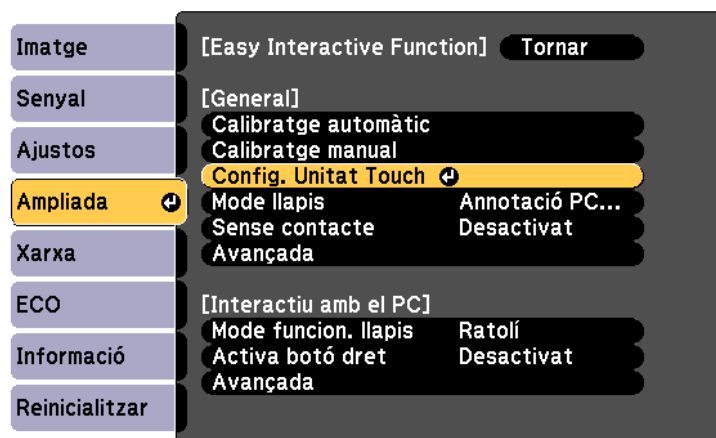 Imatge
Senyal
Ajustos
Ampliada
Xarxa
ECO
Informació
Reinicialitzar
[Easy Interactive Function] Tornar
[General]
Calibratge automàtic
Calibratge manual
Config. Unitat Touch
Mode llapis Annotació PC...
Sense contacte Desactivat
Avançada
[Interactiu amb el PC]
Mode funcion. llapis Ratolí
Activa botó dret Desactivat
Avançada